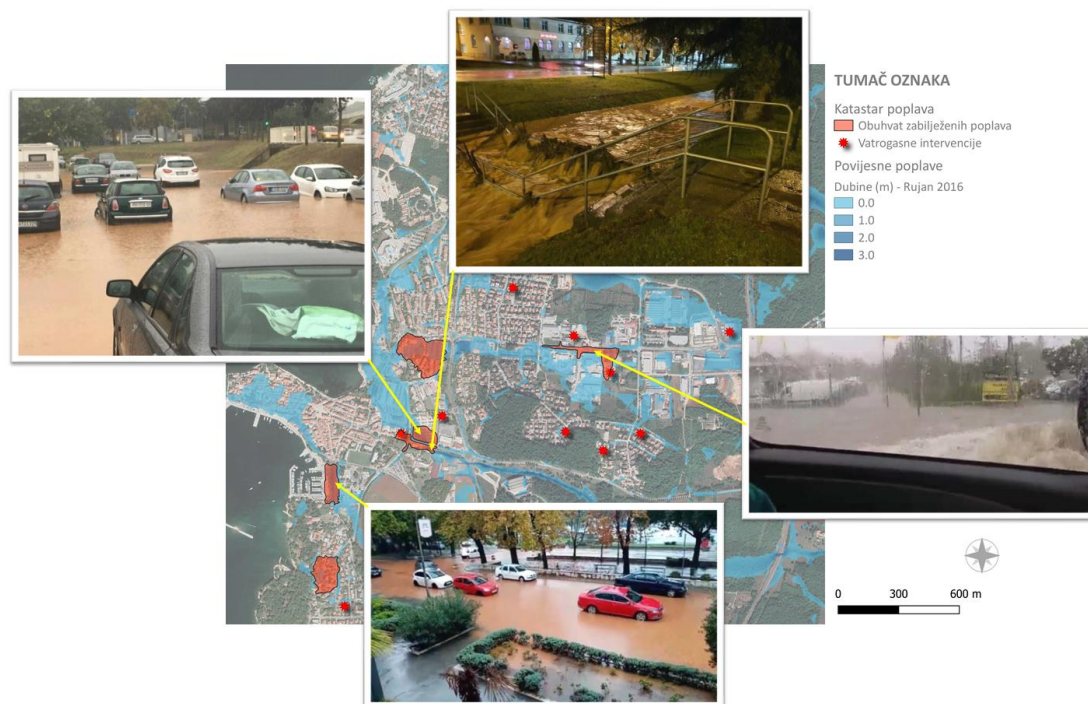 TUMAČ OZNAKA
Katastar poplava
Obuhvat zabilježenih poplava
Vatrogasne intervencije
Povijesne poplave
Dubine (m) - Rujan 2016
0.0
1.0
2.0
3.0
0 300 600 m